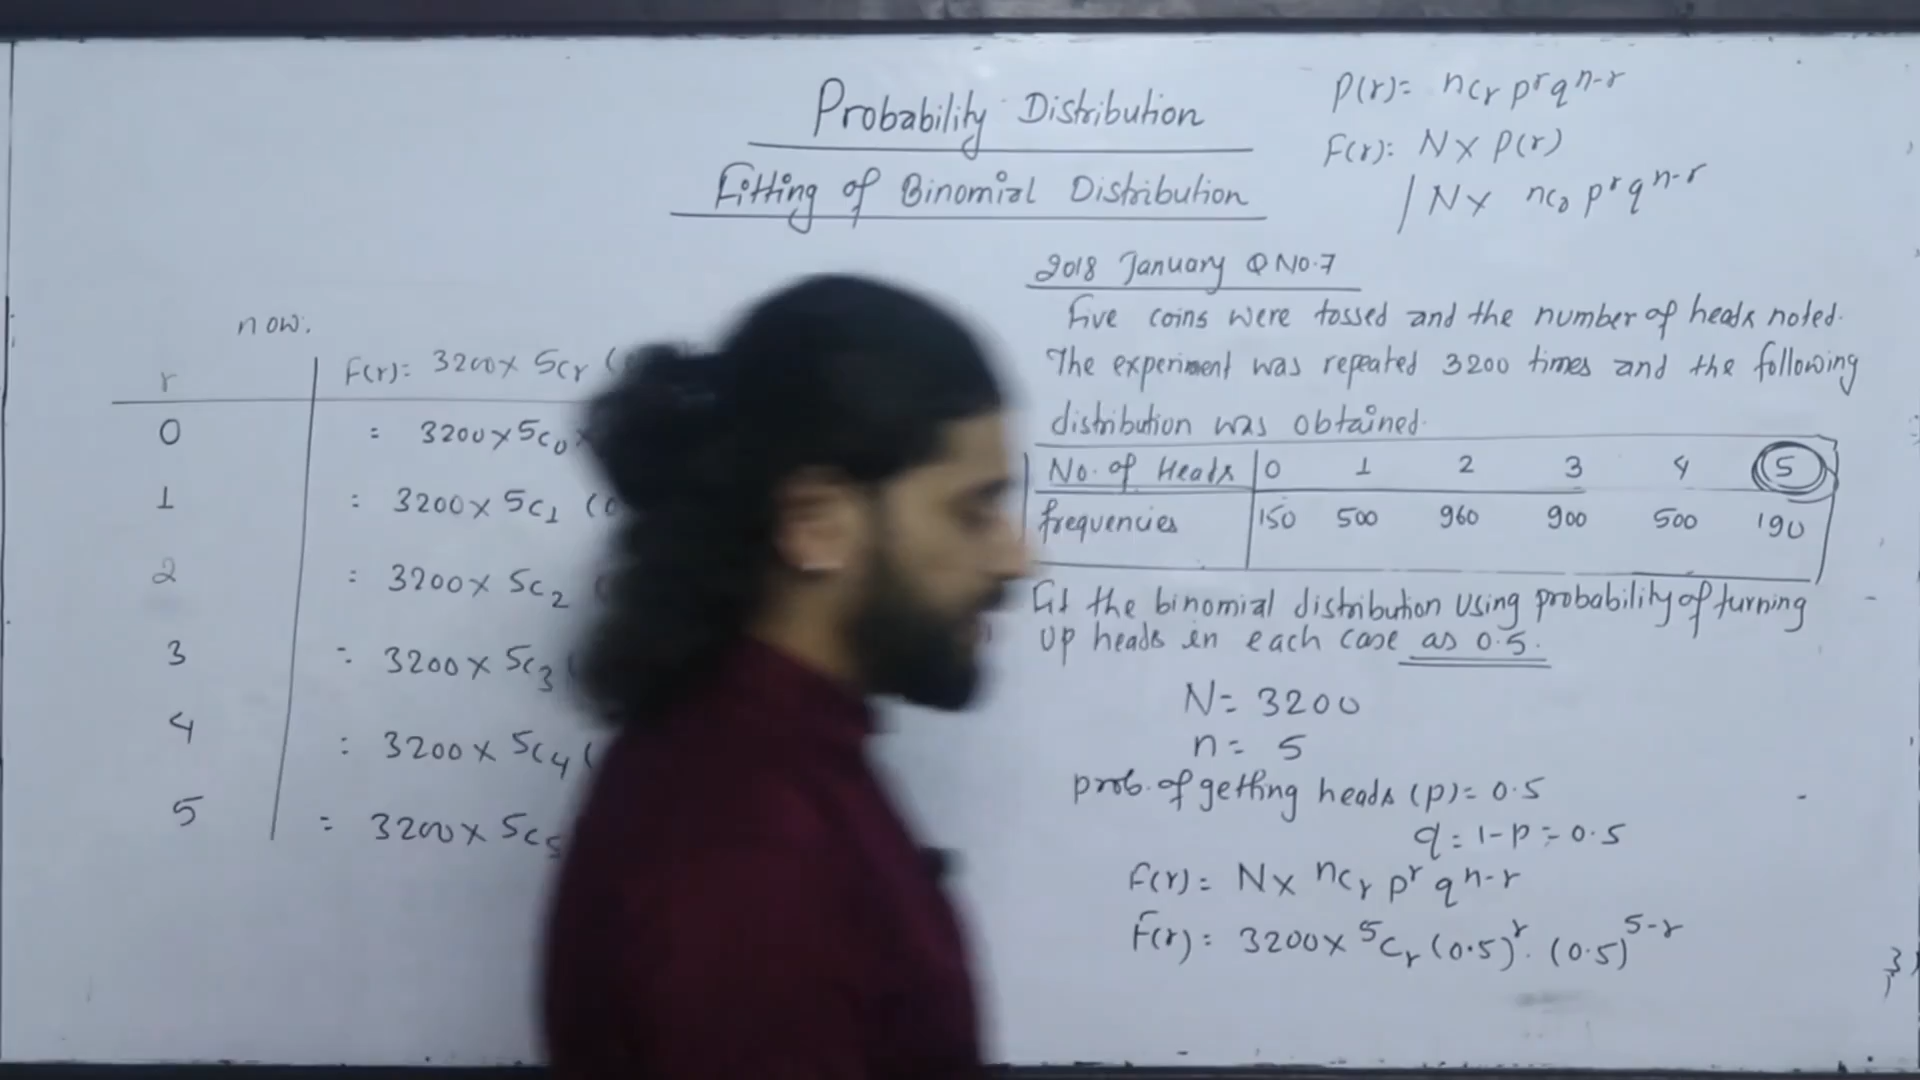 Probability Distribution
Fitting of Binomial Distribution
P(r)= ncr p^r q^n-r
F(r): N× P(r)
/ N× nc0 p^r q^n-r
2018 January Q NO.7
Five coins were tossed and the number of heads noted.
The experiment was repeated 3200 times and the following
distribution was obtained.
No. of Heads 0 1 2 3 4 5
frequencies 150 500 960 900 500 190
Fit the binomial distribution using probability of turning
up heads in each case as 0.5.
N= 3200
n= 5
prob. of getting heads (p)= 0.5
q = 1-p = 0.5
F(r)= N× ncr p^r q^n-r
F(r)= 3200× 5Cr (0.5)^r . (0.5)^5-r
now.
r F(r)= 3200× 5Cr (
0 = 3200×5C0×
1 = 3200× 5C1 (0
2 = 3200× 5C2
3 = 3200× 5C3
4 = 3200× 5C4 (
5 = 3200× 5C5